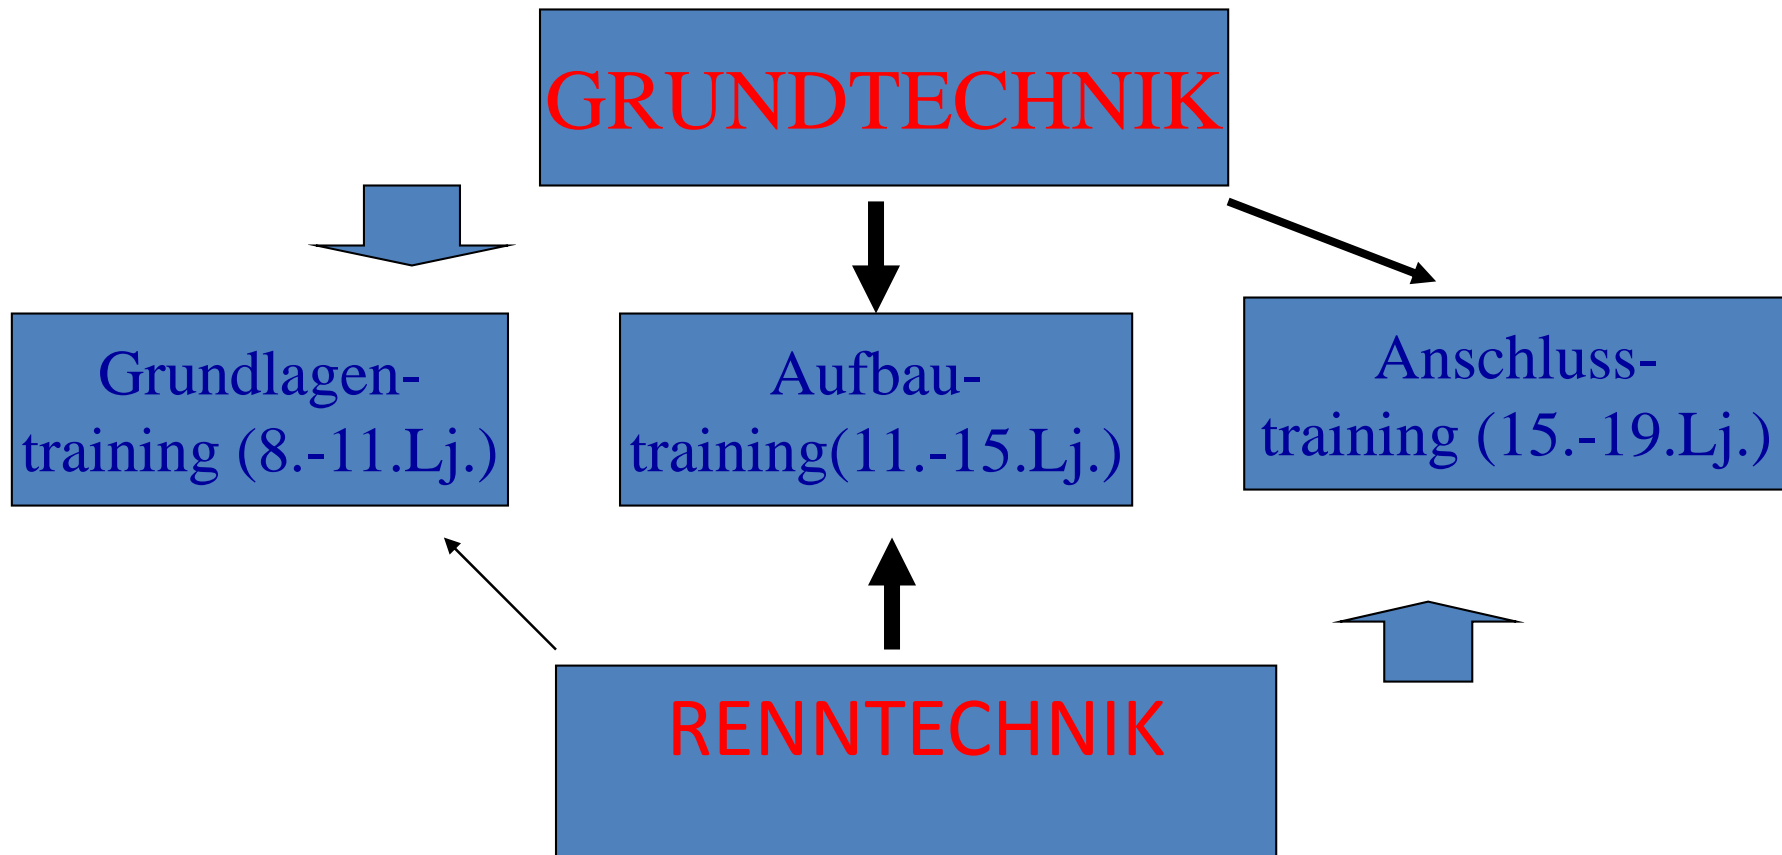 GRUNDTECHNIK
Grundlagen-
training (8.-11.Lj.)
Aufbau-
training(11.-15.Lj.)
Anschluss-
training (15.-19.Lj.)
RENNTECHNIK